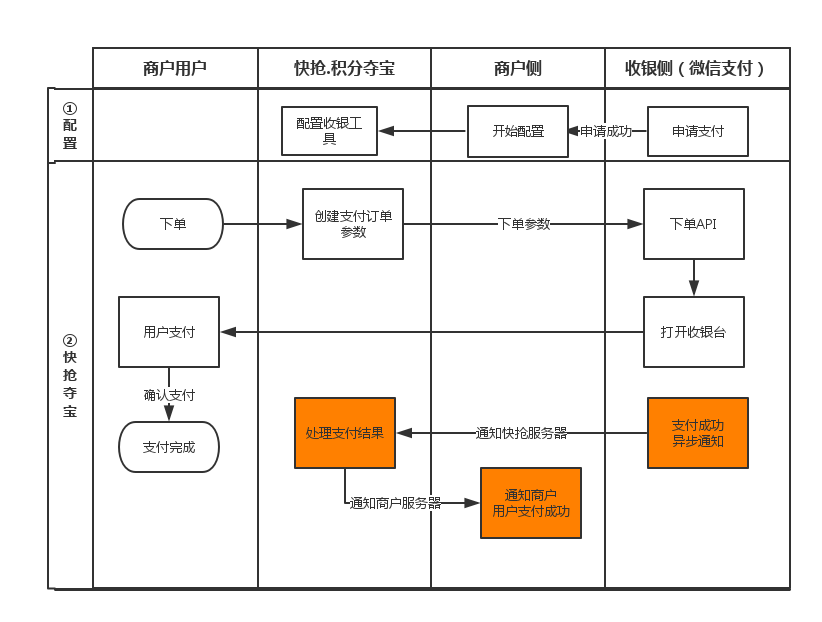 商户用户
快抢.积分夺宝
商户侧
收银侧（微信支付）
①
配
置
配置收银工
具
开始配置
申请成功
申请支付
②
快
抢
夺
宝
下单
创建支付订单
参数
下单参数
下单API
用户支付
打开收银台
确认支付
支付完成
处理支付结果
通知快抢服务器
支付成功
异步通知
通知商户服务器
通知商户
用户支付成功